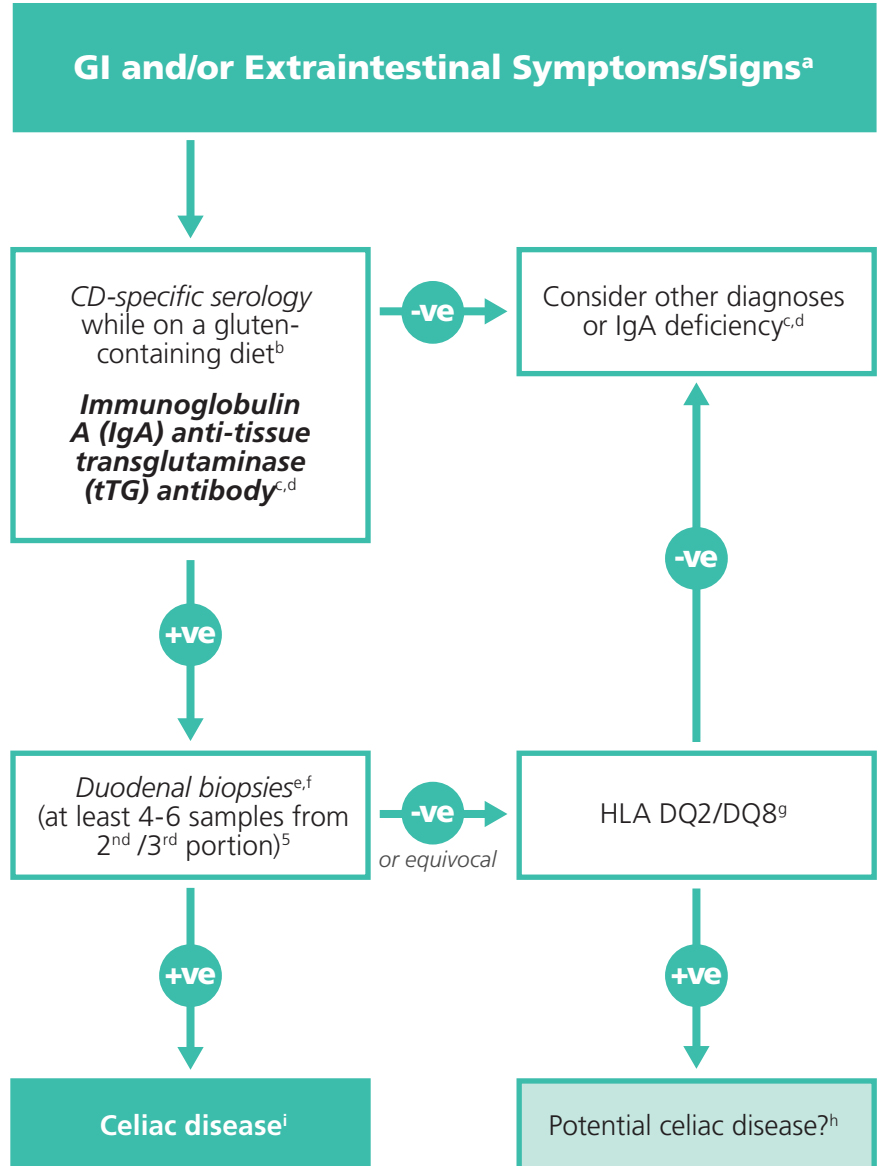 GI and/or Extraintestinal Symptoms/Signsᵃ
CD-specific serology
while on a gluten-
containing dietᵇ
Immunoglobulin
A (IgA) anti-tissue
transglutaminase
(tTG) antibodyᶜ,ᵈ
-ve
Consider other diagnoses
or IgA deficiencyᶜ,ᵈ
+ve
-ve
Duodenal biopsiesᵉ,ᶠ
(at least 4-6 samples from
2ⁿᵈ /3ʳᵈ portion)⁵
-ve
or equivocal
HLA DQ2/DQ8ᵍ
+ve
+ve
Celiac diseaseⁱ
Potential celiac disease?ʰ